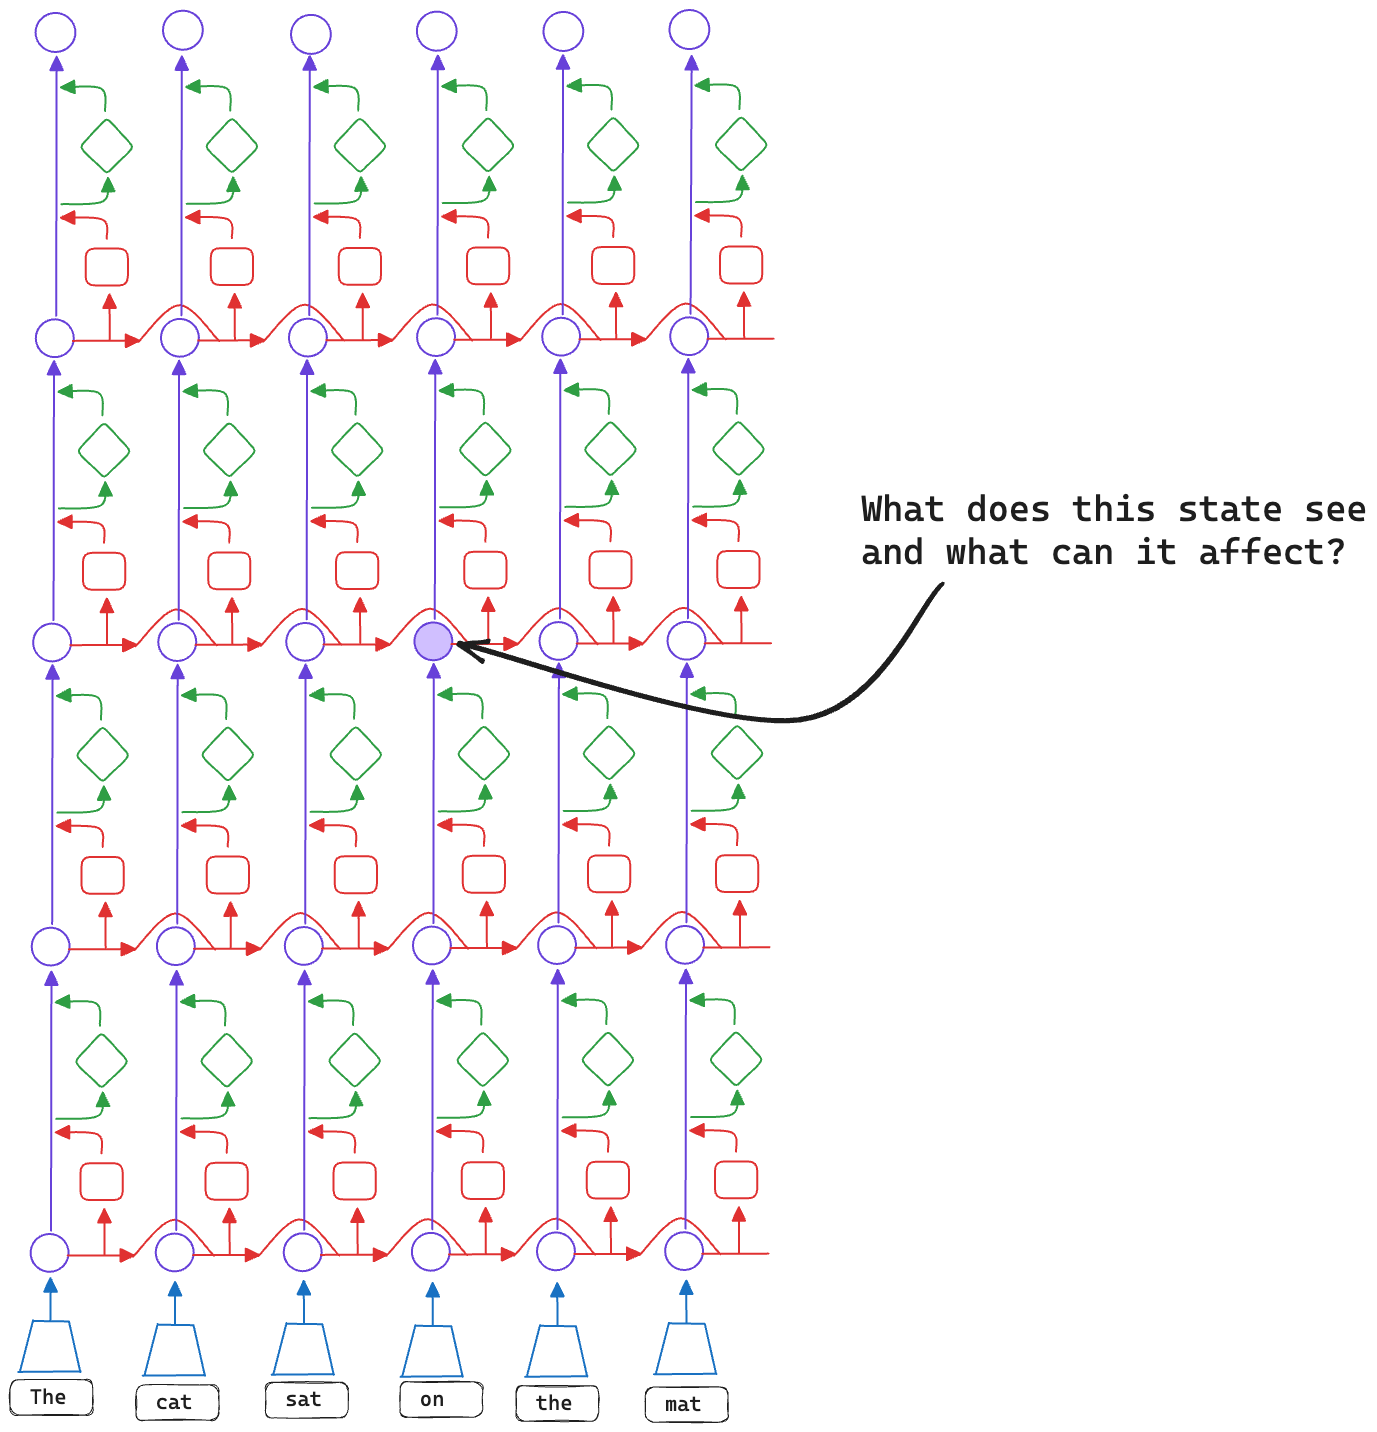 What does this state see
and what can it affect?
The
cat
sat
on
the
mat